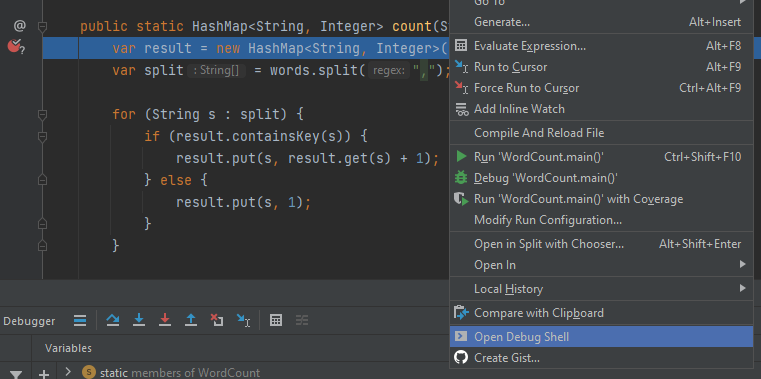 Go To
Generate... Alt+Insert
@ public static HashMap<String, Integer> count(S
? var result = new HashMap<String, Integer>(
Evaluate Expression... Alt+F8
var split : String[] = words.split( regex: ",");
Run to Cursor Alt+F9
Force Run to Cursor Ctrl+Alt+F9
Add Inline Watch
for (String s : split) {
Compile And Reload File
if (result.containsKey(s)) {
result.put(s, result.get(s) + 1);
Run 'WordCount.main()' Ctrl+Shift+F10
} else {
Debug 'WordCount.main()'
result.put(s, 1);
Run 'WordCount.main()' with Coverage
}
Modify Run Configuration...
}
Open in Split with Chooser... Alt+Shift+Enter
Open In
Local History
Compare with Clipboard
Debugger
Open Debug Shell
Variables
Create Gist...
S static members of WordCount